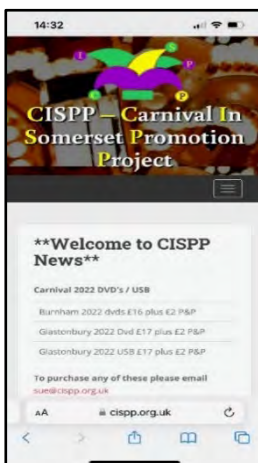 14:32
I S P
C P
CISPP – Carnival In
Somerset Promotion
Project
**Welcome to CISPP
News**
Carnival 2022 DVD's / USB
Burnham 2022 dvds £16 plus £2 P&P
Glastonbury 2022 Dvd £17 plus £2 P&P
Glastonbury 2022 USB £17 plus £2 P&P
To purchase any of these please email
sue@cispp.org.uk
AA cispp.org.uk